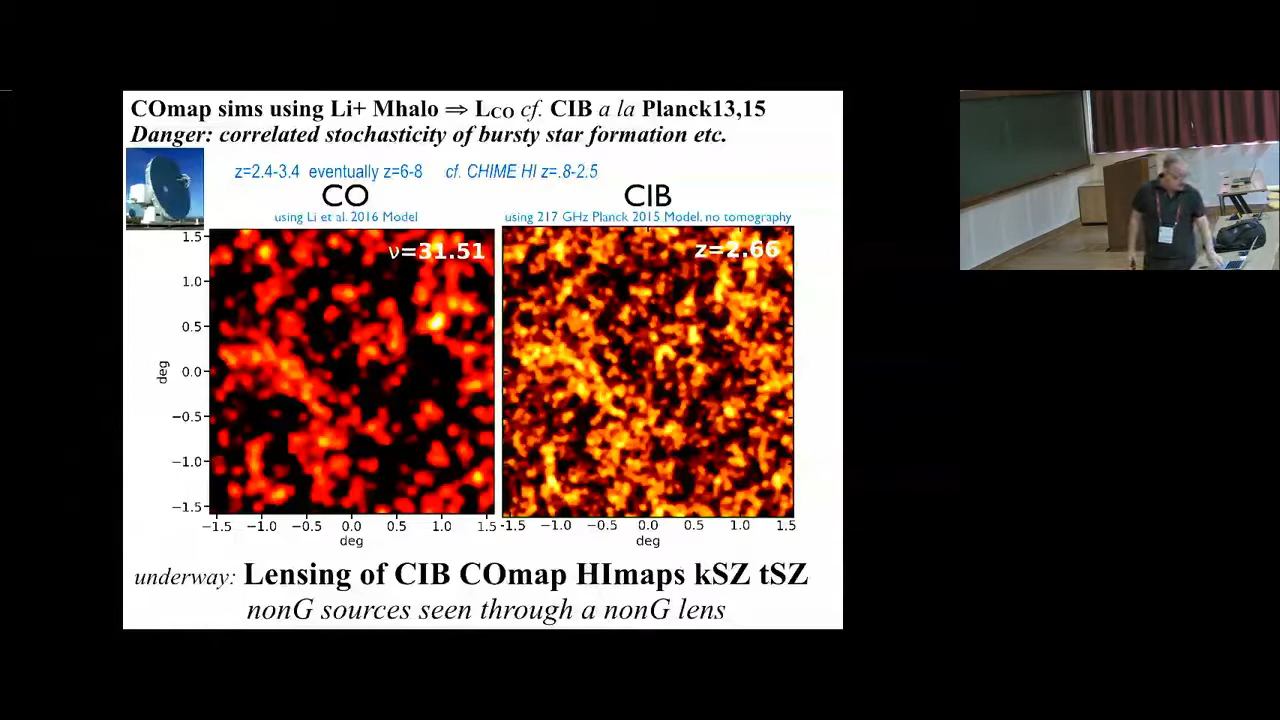 COmap sims using Li+ Mhalo ⇒ LCO cf. CIB a la Planck13,15
Danger: correlated stochasticity of bursty star formation etc.
z=2.4-3.4 eventually z=6-8 cf. CHIME HI z=.8-2.5
CO
CIB
using Li et al. 2016 Model
using 217 GHz Planck 2015 Model, no tomography
ν=31.51
z=2.66
1.5
1.0
0.5
0.0
−0.5
−1.0
−1.5
deg
−1.5 −1.0 −0.5 0.0 0.5 1.0 1.5
deg
-1.5 −1.0 −0.5 0.0 0.5 1.0 1.5
deg
underway: Lensing of CIB COmap HImaps kSZ tSZ
nonG sources seen through a nonG lens